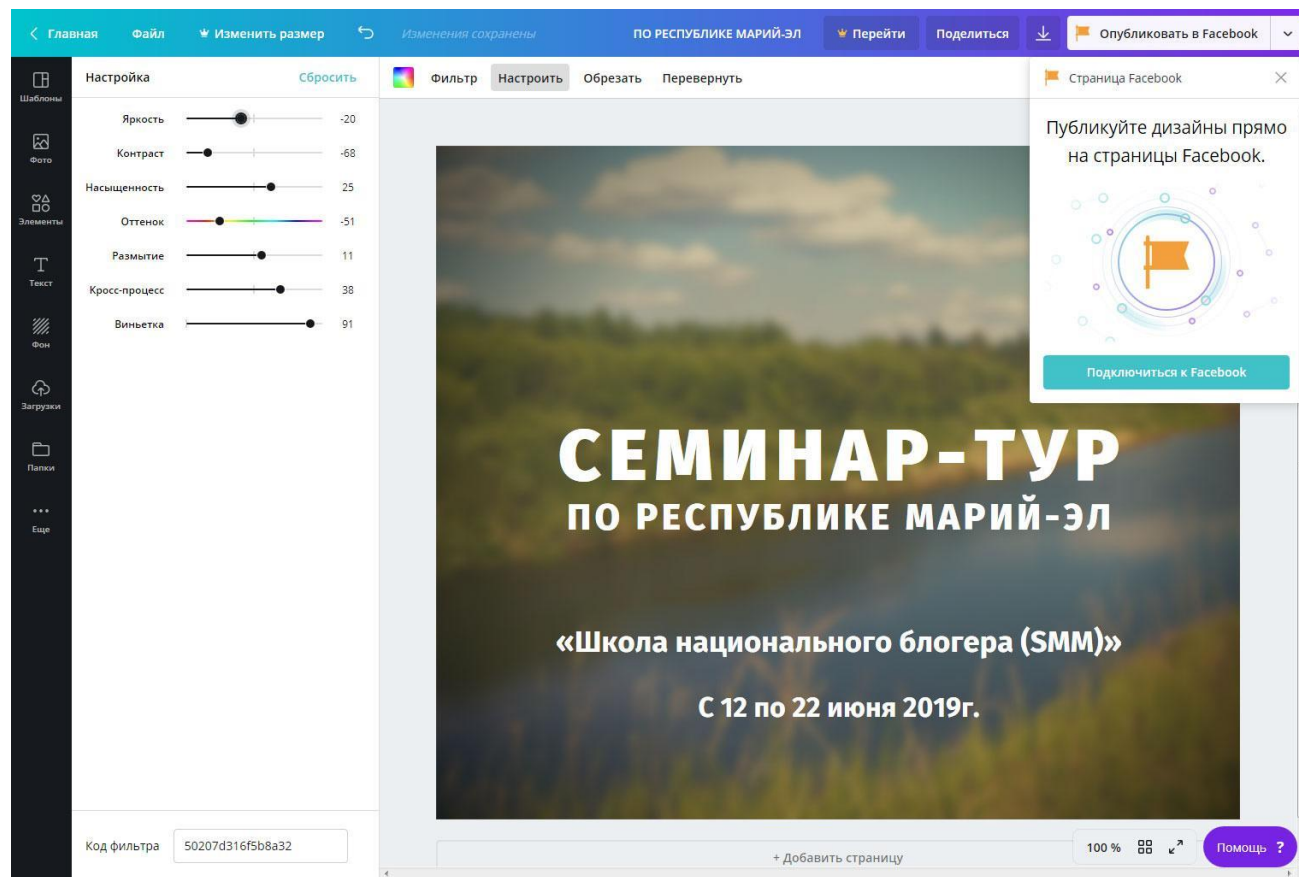 Главная
Файл
Изменить размер
Изменения сохранены
ПО РЕСПУБЛИКЕ МАРИЙ-ЭЛ
Перейти
Поделиться
Опубликовать в Facebook
Шаблоны
Фото
Элементы
Текст
Фон
Загрузки
Папки
Еще
Настройка
Сбросить
Яркость -20
Контраст -68
Насыщенность 25
Оттенок -51
Размытие 11
Кросс-процесс 38
Виньетка 91
Код фильтра 50207d316f5b8a32
Фильтр
Настроить
Обрезать
Перевернуть
Страница Facebook
Публикуйте дизайны прямо
на страницы Facebook.
Подключиться к Facebook
СЕМИНАР-ТУР
ПО РЕСПУБЛИКЕ МАРИЙ-ЭЛ
«Школа национального блогера (SMM)»
С 12 по 22 июня 2019г.
+ Добавить страницу
100 %
Помощь ?